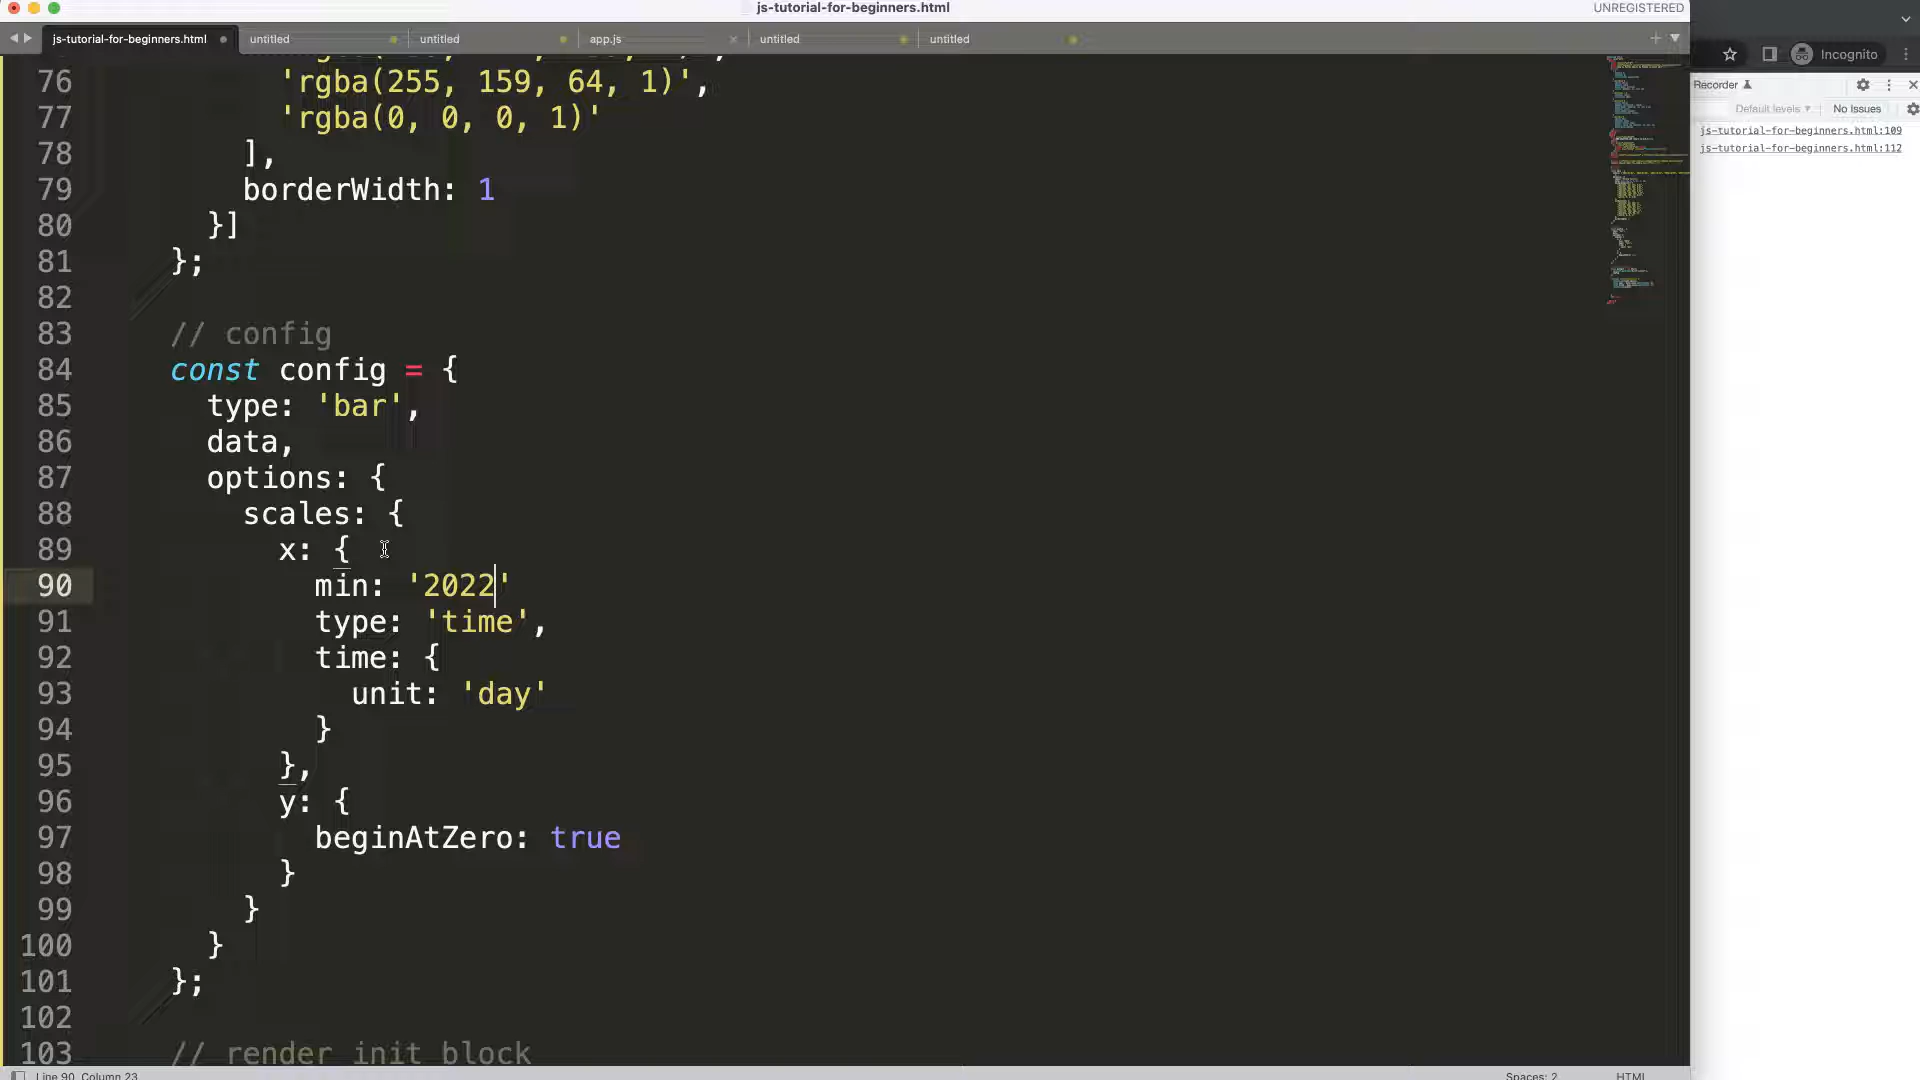 js-tutorial-for-beginners.html
UNREGISTERED
js-tutorial-for-beginners.html untitled untitled app.js untitled untitled
Incognito
Recorder
Default levels
No Issues
js-tutorial-for-beginners.html:109
js-tutorial-for-beginners.html:112
76 'rgba(255, 159, 64, 1)',
77 'rgba(0, 0, 0, 1)'
78 ],
79 borderWidth: 1
80 }]
81 };
82
83 // config
84 const config = {
85 type: 'bar',
86 data,
87 options: {
88 scales: {
89 x: {
90 min: '2022'
91 type: 'time',
92 time: {
93 unit: 'day'
94 }
95 },
96 y: {
97 beginAtZero: true
98 }
99 }
100 }
101 };
102
103 // render init block
Line 90, Column 23
Spaces: 2
HTML